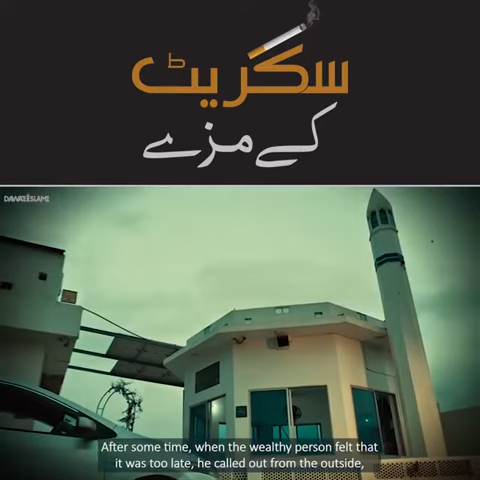 سگریٹ
کے مزے
DAWATEISLAMI
After some time, when the wealthy person felt that
it was too late, he called out from the outside,